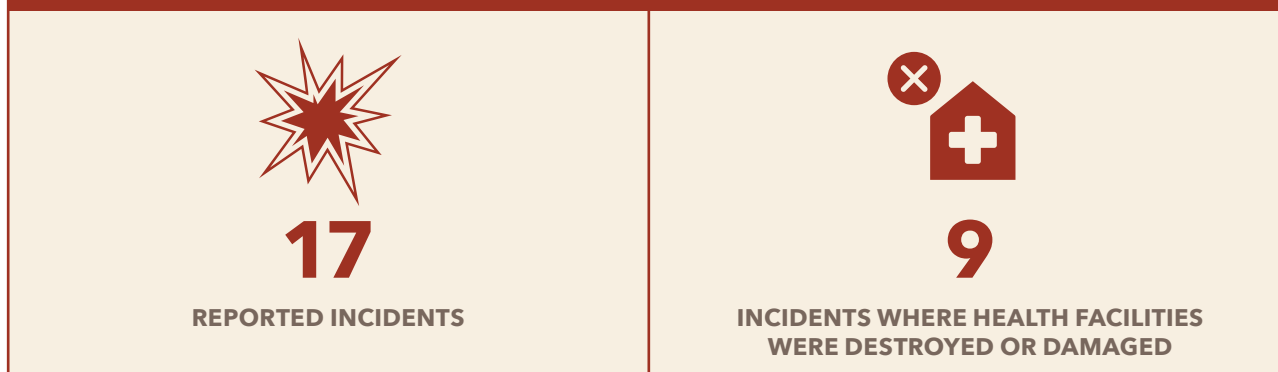 17
REPORTED INCIDENTS
9
INCIDENTS WHERE HEALTH FACILITIES
WERE DESTROYED OR DAMAGED